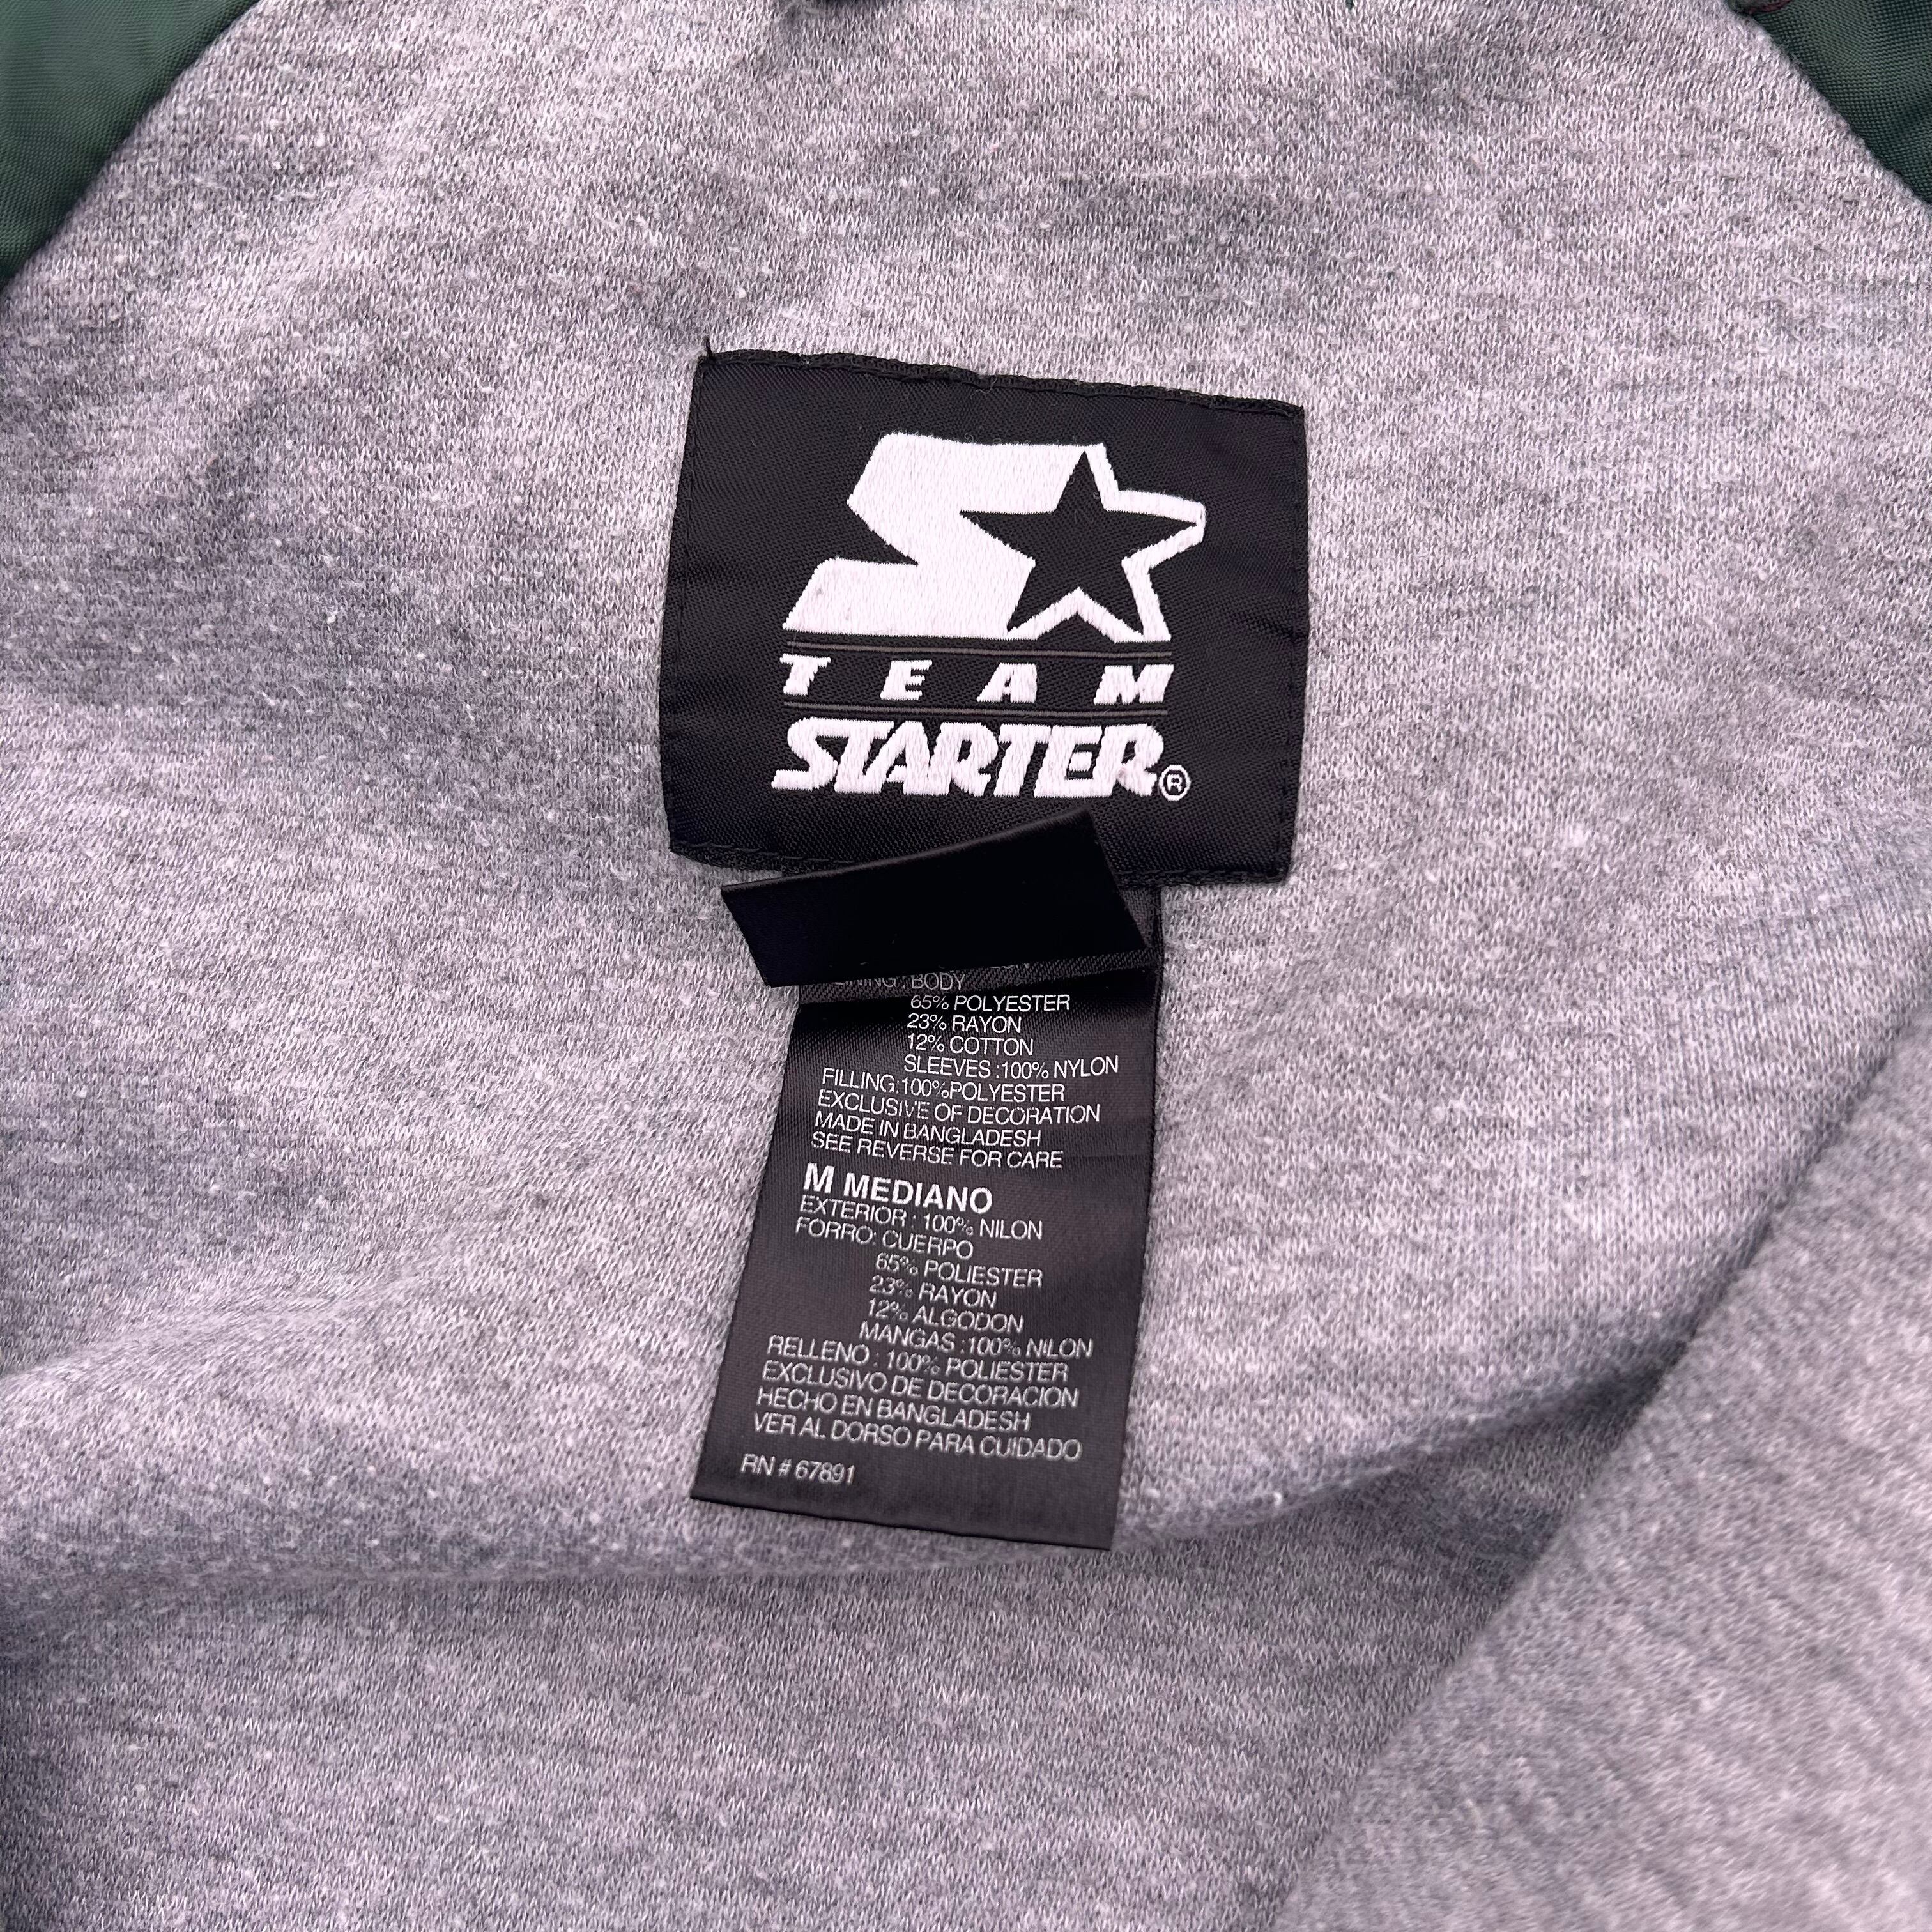 TEAM
STARTER®
LINING : BODY
65% POLYESTER
23% RAYON
12% COTTON
SLEEVES :100% NYLON
FILLING:100%POLYESTER
EXCLUSIVE OF DECORATION
MADE IN BANGLADESH
SEE REVERSE FOR CARE
M MEDIANO
EXTERIOR : 100% NILON
FORRO: CUERPO
65% POLIESTER
23% RAYON
12% ALGODON
MANGAS :100% NILON
RELLENO : 100% POLIESTER
EXCLUSIVO DE DECORACION
HECHO EN BANGLADESH
VER AL DORSO PARA CUIDADO
RN # 67891